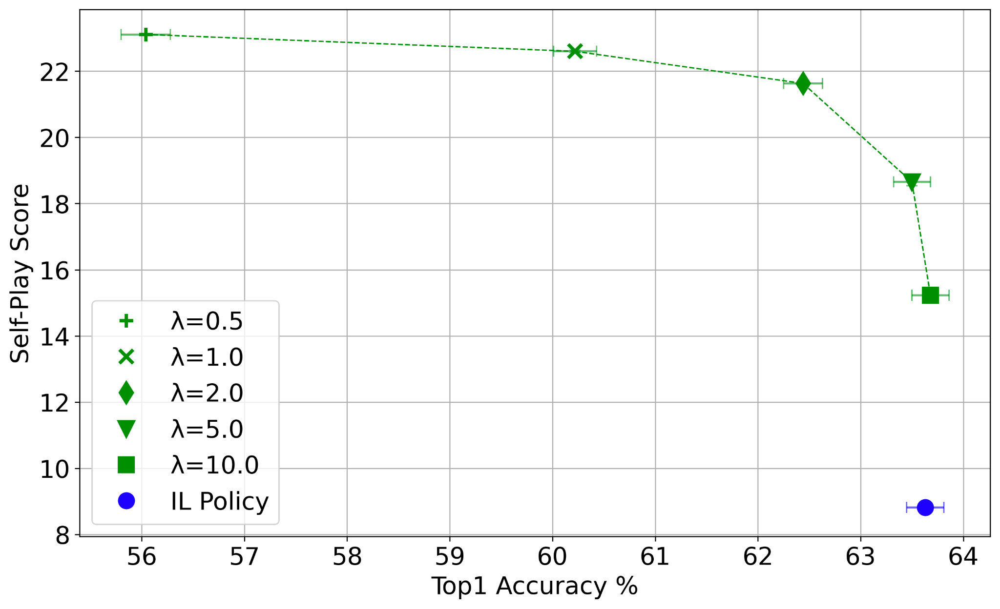 22
20
18
16
14
12
10
8
Self-Play Score
λ=0.5
λ=1.0
λ=2.0
λ=5.0
λ=10.0
IL Policy
56 57 58 59 60 61 62 63 64
Top1 Accuracy %